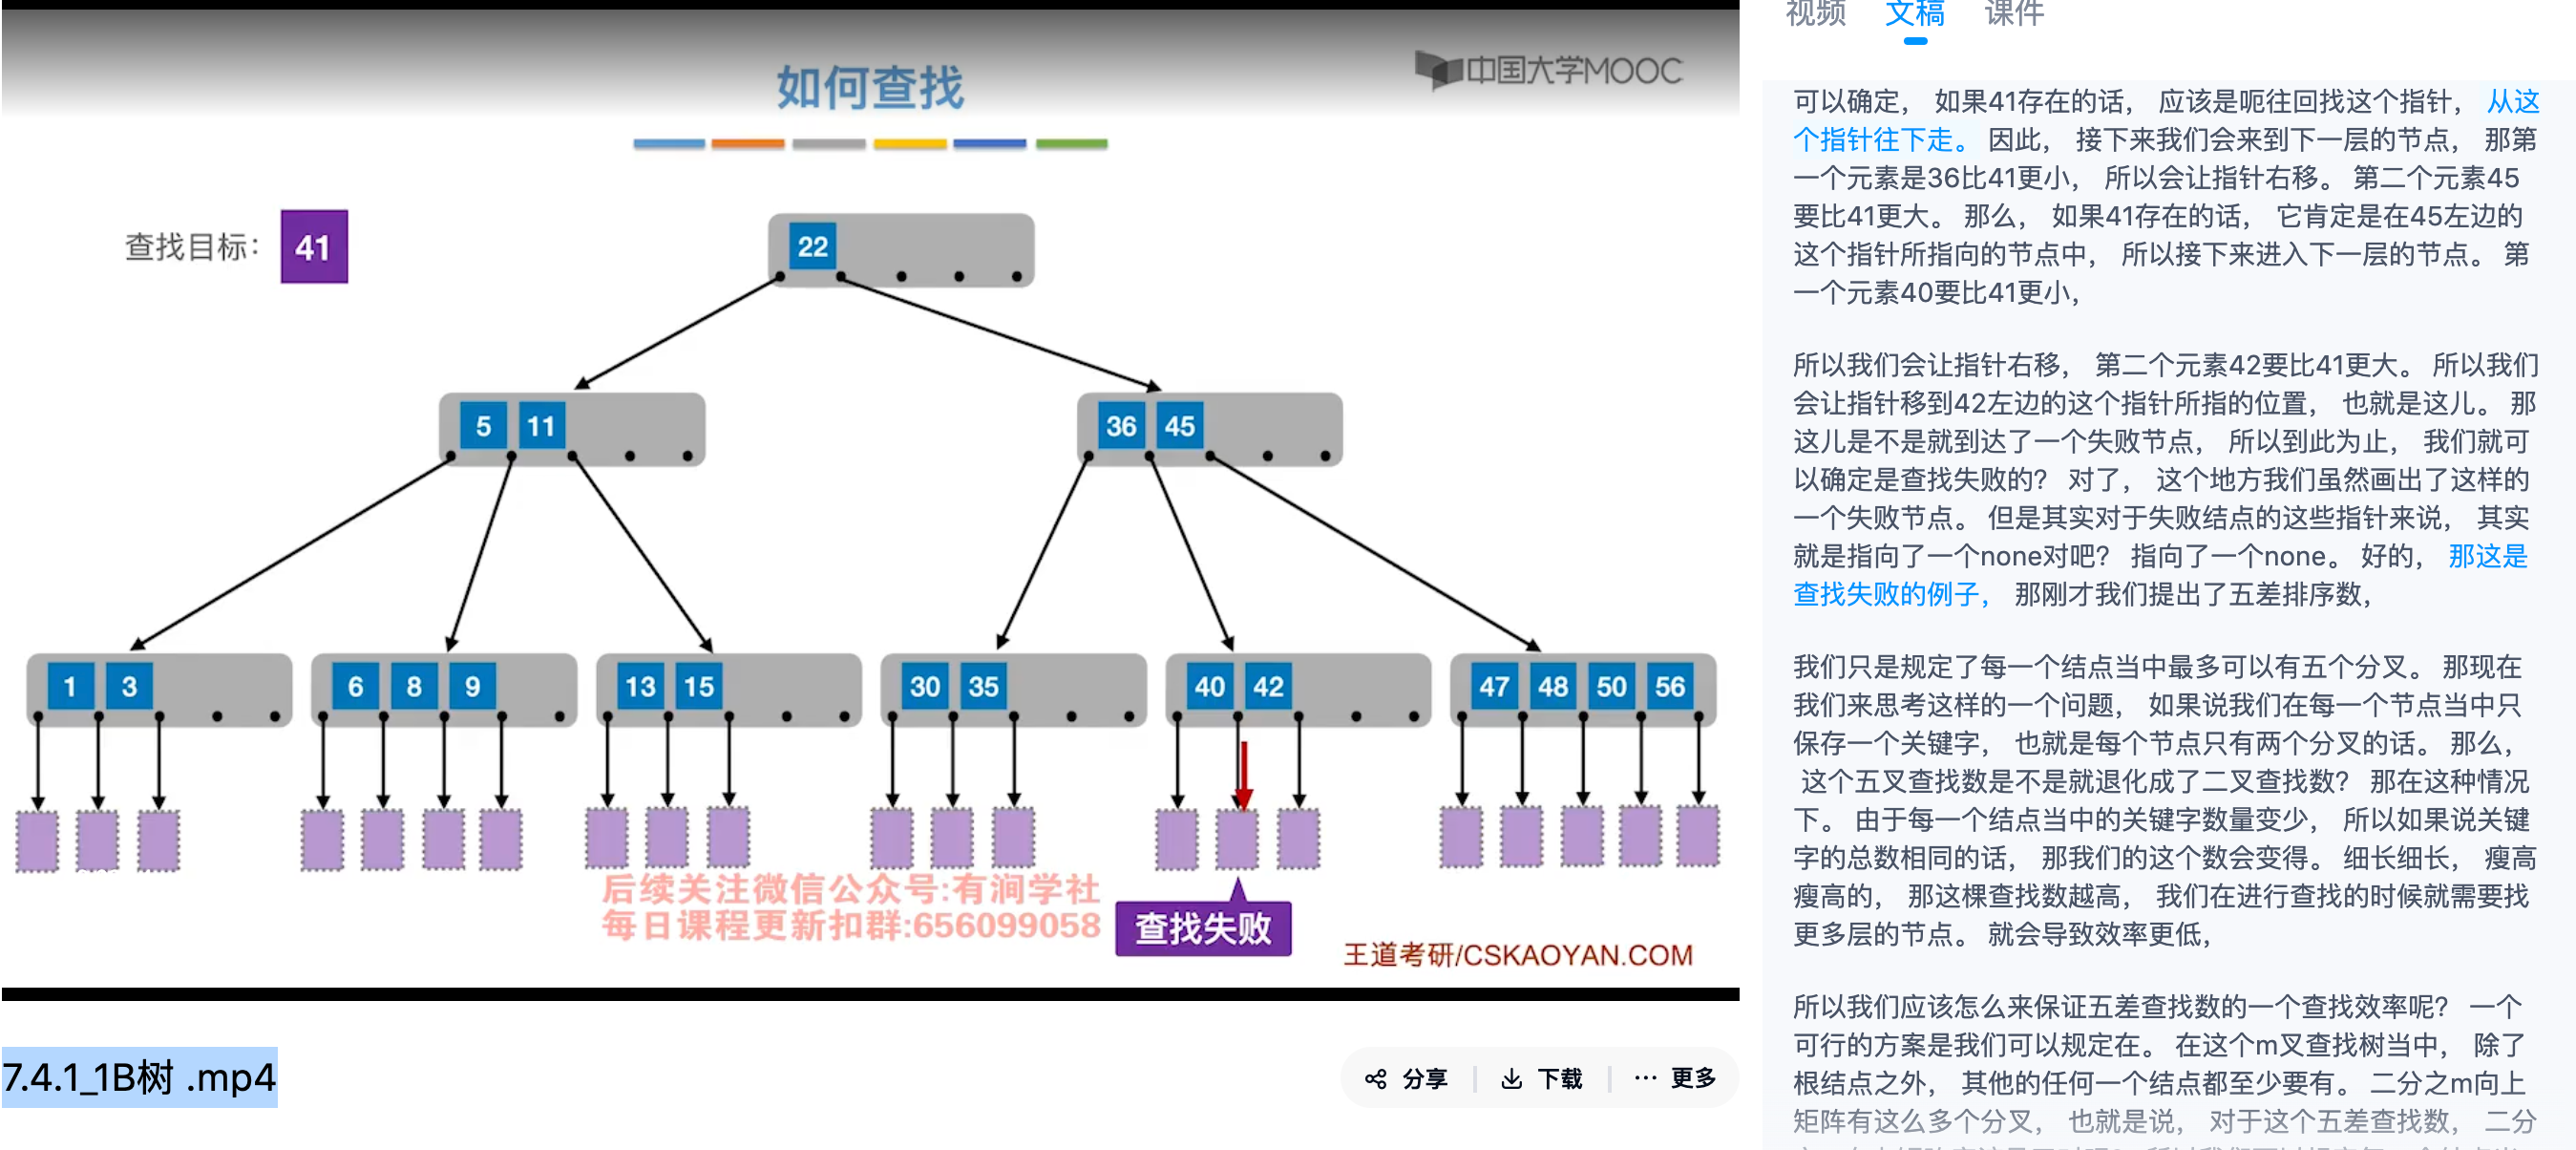 如何查找
中国大学MOOC
查找目标：
41
22
5 11
36 45
1 3
6 8 9
13 15
30 35
40 42
47 48 50 56
后续关注微信公众号:有涧学社
每日课程更新扣群:656099058
查找失败
王道考研/CSKAOYAN.COM
7.4.1_1B树 .mp4
分享
下载
更多
视频 文稿 课件
可以确定， 如果41存在的话， 应该是呃往回找这个指针， 从这
个指针往下走。 因此， 接下来我们会来到下一层的节点， 那第
一个元素是36比41更小， 所以会让指针右移。 第二个元素45
要比41更大。 那么， 如果41存在的话， 它肯定是在45左边的
这个指针所指向的节点中， 所以接下来进入下一层的节点。 第
一个元素40要比41更小，
所以我们会让指针右移， 第二个元素42要比41更大。 所以我们
会让指针移到42左边的这个指针所指的位置， 也就是这儿。 那
这儿是不是就到达了一个失败节点， 所以到此为止， 我们就可
以确定是查找失败的？ 对了， 这个地方我们虽然画出了这样的
一个失败节点。 但是其实对于失败结点的这些指针来说， 其实
就是指向了一个none对吧？ 指向了一个none。 好的， 那这是
查找失败的例子， 那刚才我们提出了五差排序数，
我们只是规定了每一个结点当中最多可以有五个分叉。 那现在
我们来思考这样的一个问题， 如果说我们在每一个节点当中只
保存一个关键字， 也就是每个节点只有两个分叉的话。 那么，
这个五叉查找数是不是就退化成了二叉查找数？ 那在这种情况
下。 由于每一个结点当中的关键字数量变少， 所以如果说关键
字的总数相同的话， 那我们的这个数会变得。 细长细长， 瘦高
瘦高的， 那这棵查找数越高， 我们在进行查找的时候就需要找
更多层的节点。 就会导致效率更低，
所以我们应该怎么来保证五差查找数的一个查找效率呢？ 一个
可行的方案是我们可以规定在。 在这个m叉查找树当中， 除了
根结点之外， 其他的任何一个结点都至少要有。 二分之m向上
矩阵有这么多个分叉， 也就是说， 对于这个五差查找数， 二分